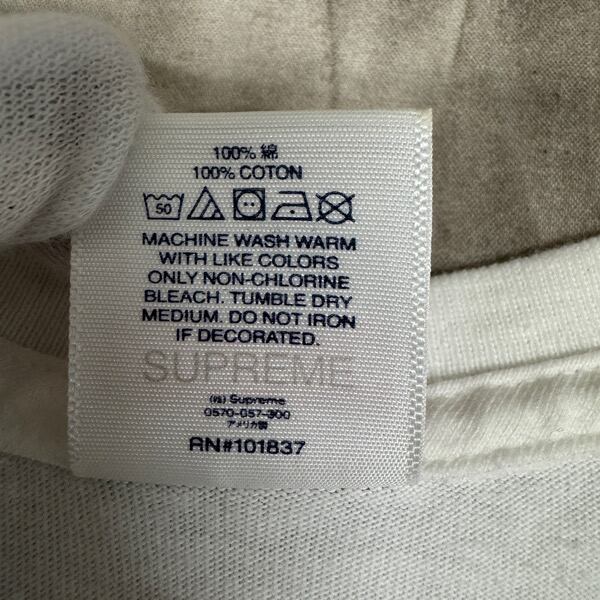 100% 綿
100% COTON
50
MACHINE WASH WARM
WITH LIKE COLORS
ONLY NON-CHLORINE
BLEACH. TUMBLE DRY
MEDIUM. DO NOT IRON
IF DECORATED.
SUPREME
(株) Supreme
0570-057-300
アメリカ製
RN#101837